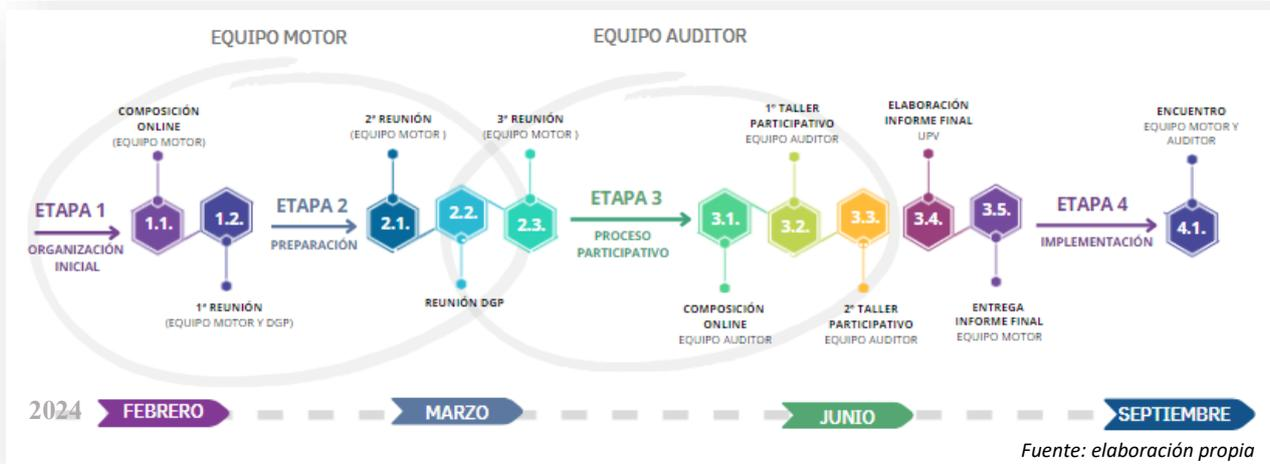 EQUIPO MOTOR
EQUIPO AUDITOR
COMPOSICIÓN
ONLINE
(EQUIPO MOTOR)
2ª REUNIÓN
(EQUIPO MOTOR )
3ª REUNIÓN
(EQUIPO MOTOR )
1º TALLER
PARTICIPATIVO
EQUIPO AUDITOR
ELABORACIÓN
INFORME FINAL
UPV
ENCUENTRO
EQUIPO MOTOR Y
AUDITOR
ETAPA 1
ORGANIZACIÓN
INICIAL
1.1.
1.2.
ETAPA 2
PREPARACIÓN
2.1.
2.2.
2.3.
ETAPA 3
PROCESO
PARTICIPATIVO
3.1.
3.2.
3.3.
3.4.
3.5.
ETAPA 4
IMPLEMENTACIÓN
4.1.
1ª REUNIÓN
(EQUIPO MOTOR Y DGP)
REUNIÓN DGP
COMPOSICIÓN
ONLINE
EQUIPO AUDITOR
2º TALLER
PARTICIPATIVO
EQUIPO AUDITOR
ENTREGA
INFORME FINAL
EQUIPO MOTOR
2024
FEBRERO
MARZO
JUNIO
SEPTIEMBRE
Fuente: elaboración propia